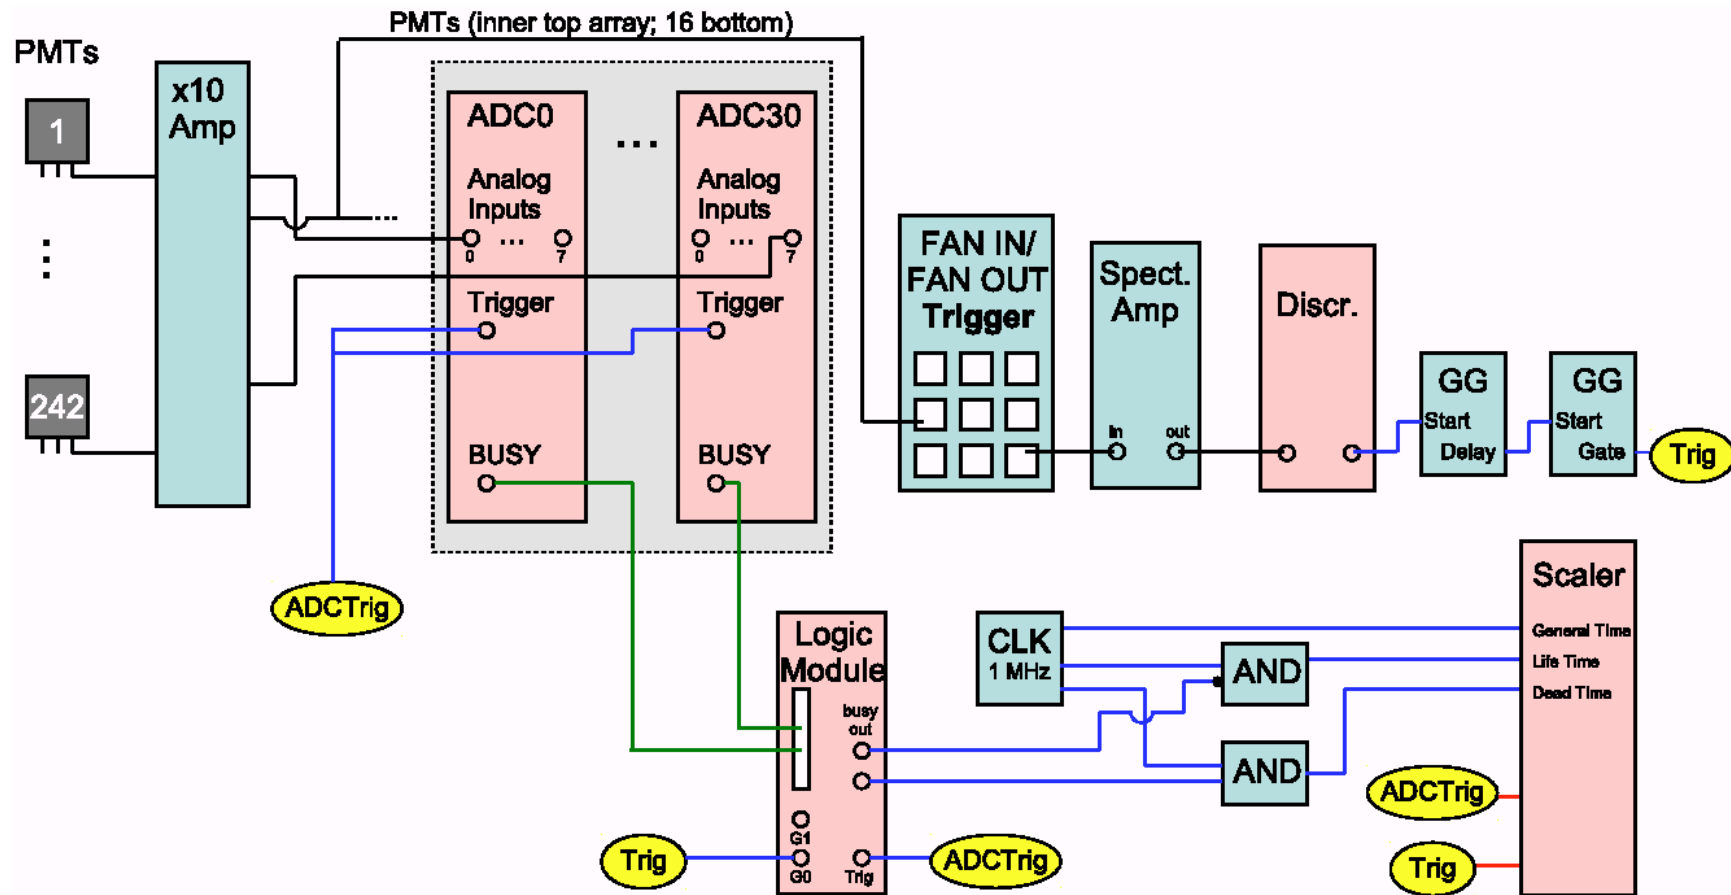 PMTs (inner top array; 16 bottom)
PMTs
1
...
242
x10
Amp
....
ADC0
Analog
Inputs
...
0
7
Trigger
BUSY
...
ADC30
Analog
Inputs
...
0
7
Trigger
BUSY
FAN IN/
FAN OUT
Trigger
Spect.
Amp
in
out
Discr.
GG
Start
Delay
GG
Start
Gate
Trig
ADCTrig
Logic
Module
busy
out
G1
G0
Trig
Trig
ADCTrig
CLK
1 MHz
AND
AND
Scaler
General Time
Life Time
Dead Time
ADCTrig
Trig